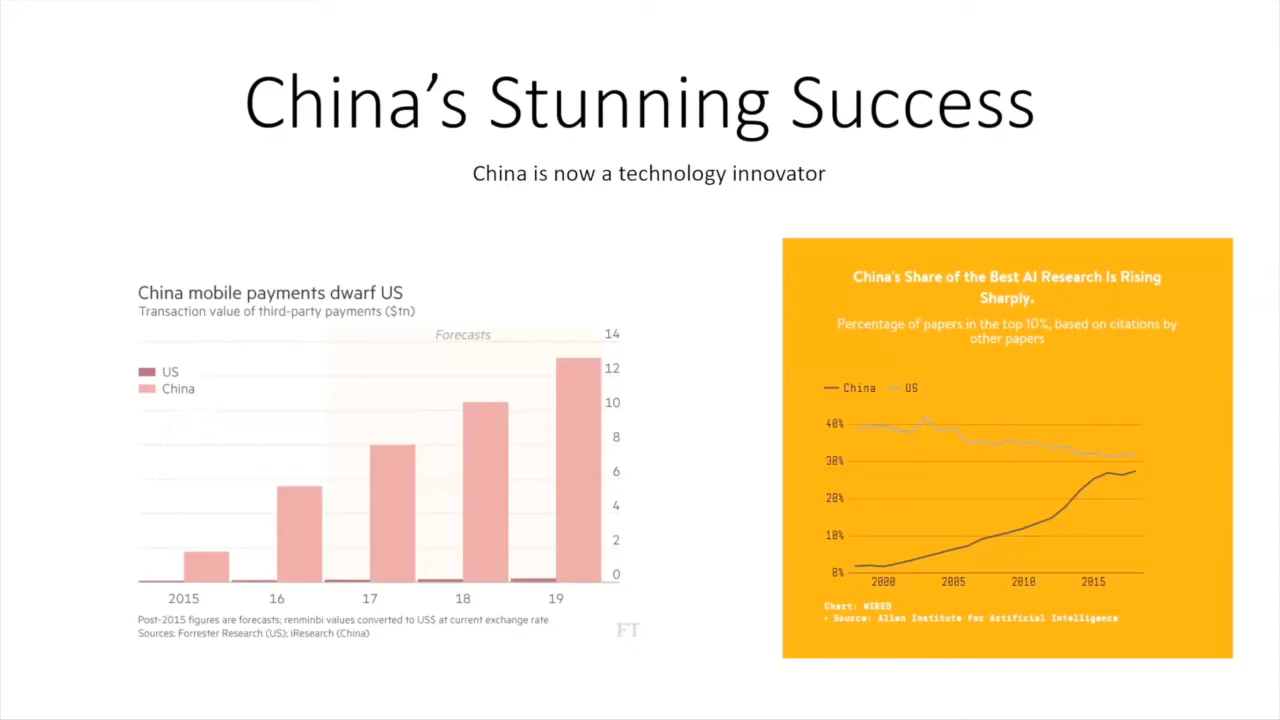 China's Stunning Success
China is now a technology innovator
China mobile payments dwarf US
Transaction value of third-party payments ($tn)
Forecasts
US
China
14
12
10
8
6
4
2
0
2015 16 17 18 19
Post-2015 figures are forecasts; renminbi values converted to US$ at current exchange rate
Sources: Forrester Research (US); iResearch (China)
FT
China's Share of the Best AI Research Is Rising
Sharply.
Percentage of papers in the top 10%, based on citations by
other papers
China US
40%
30%
20%
10%
0%
2000 2005 2010 2015
Chart: WIRED
• Source: Allen Institute for Artificial Intelligence